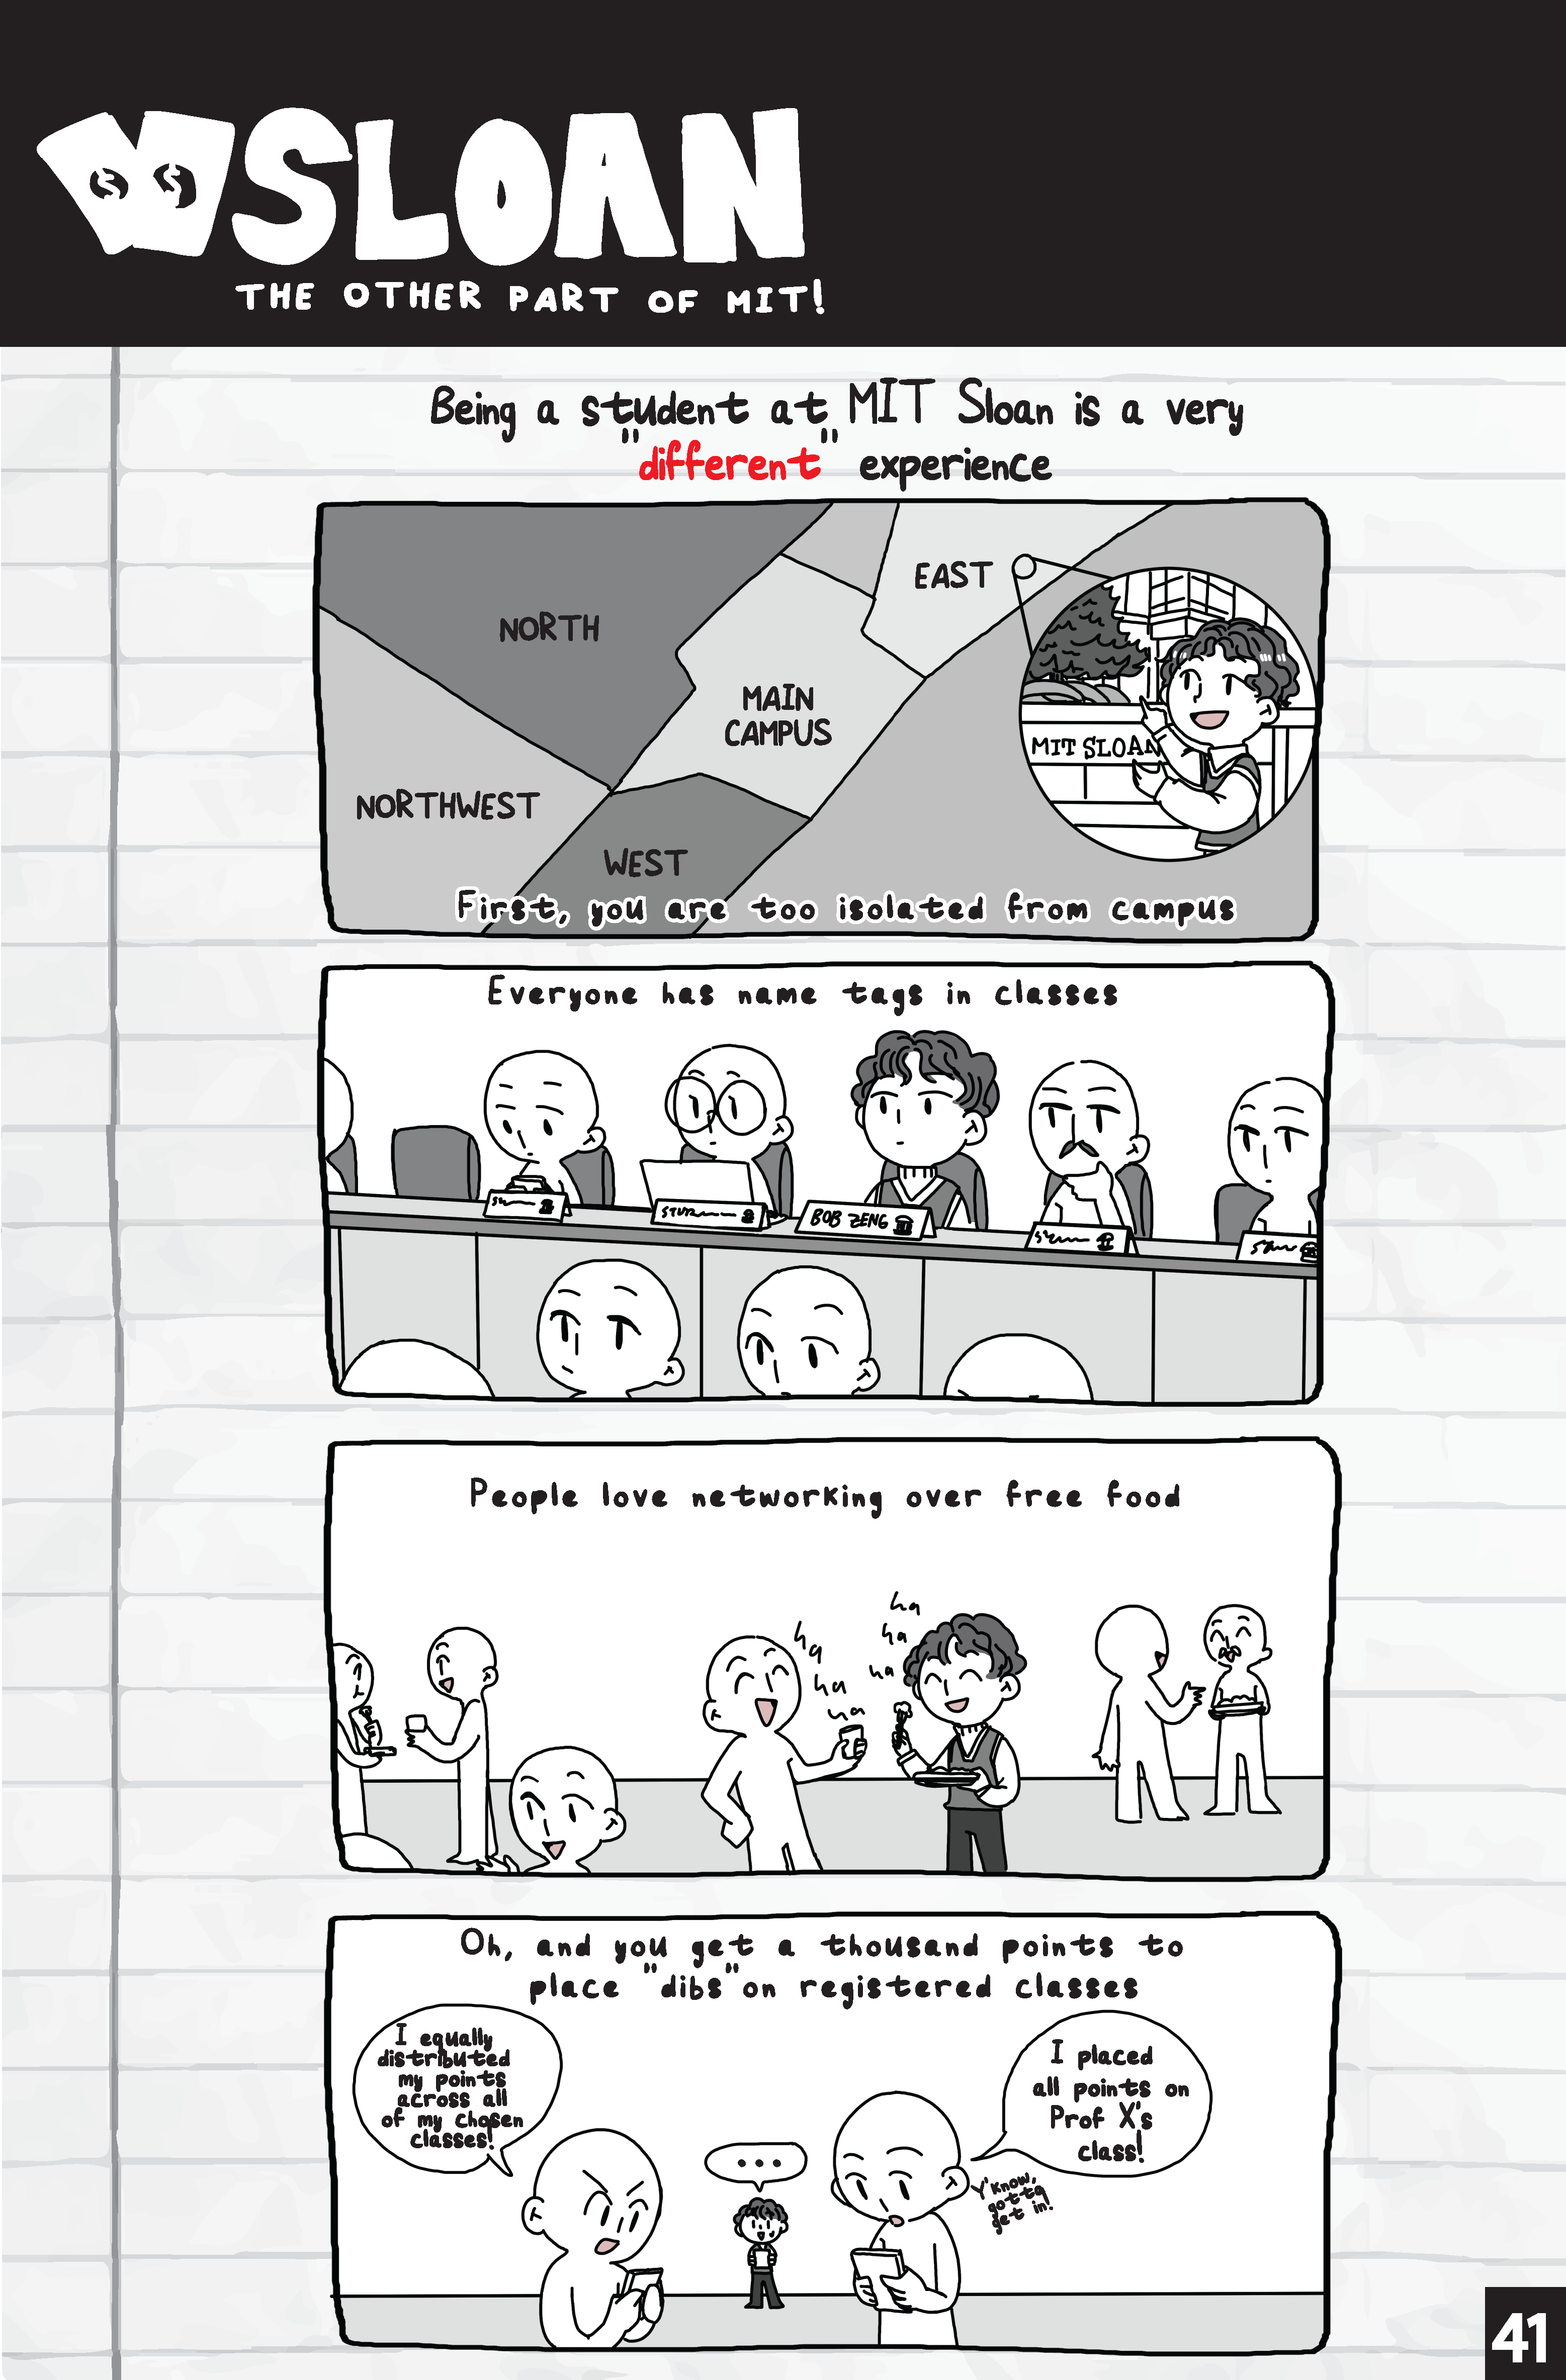 $ $ SLOAN
THE OTHER PART OF MIT!
Being a student at MIT Sloan is a very
"different" experience
NORTH
EAST
MAIN
CAMPUS
NORTHWEST
WEST
MIT SLOAN
First, you are too isolated from campus
Everyone has name tags in classes
BOB ZENG
People love networking over free food
ha
ha
ha
ha
ha
ha
Oh, and you get a thousand points to
place "dibs" on registered classes
I equally
distributed
my points
across all
of my chosen
classes!
...
I placed
all points on
Prof X's
class!
Y'know,
gotta
get in!
41